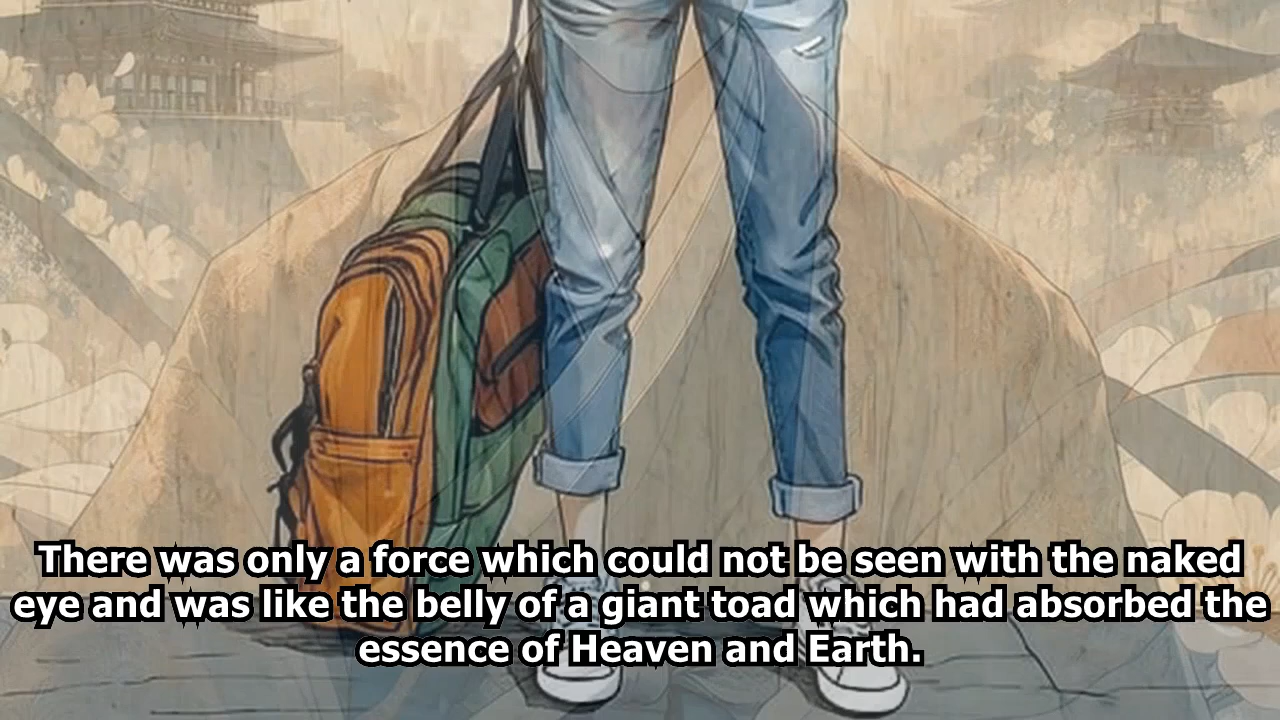 There was only a force which could not be seen with the naked
eye and was like the belly of a giant toad which had absorbed the
essence of Heaven and Earth.